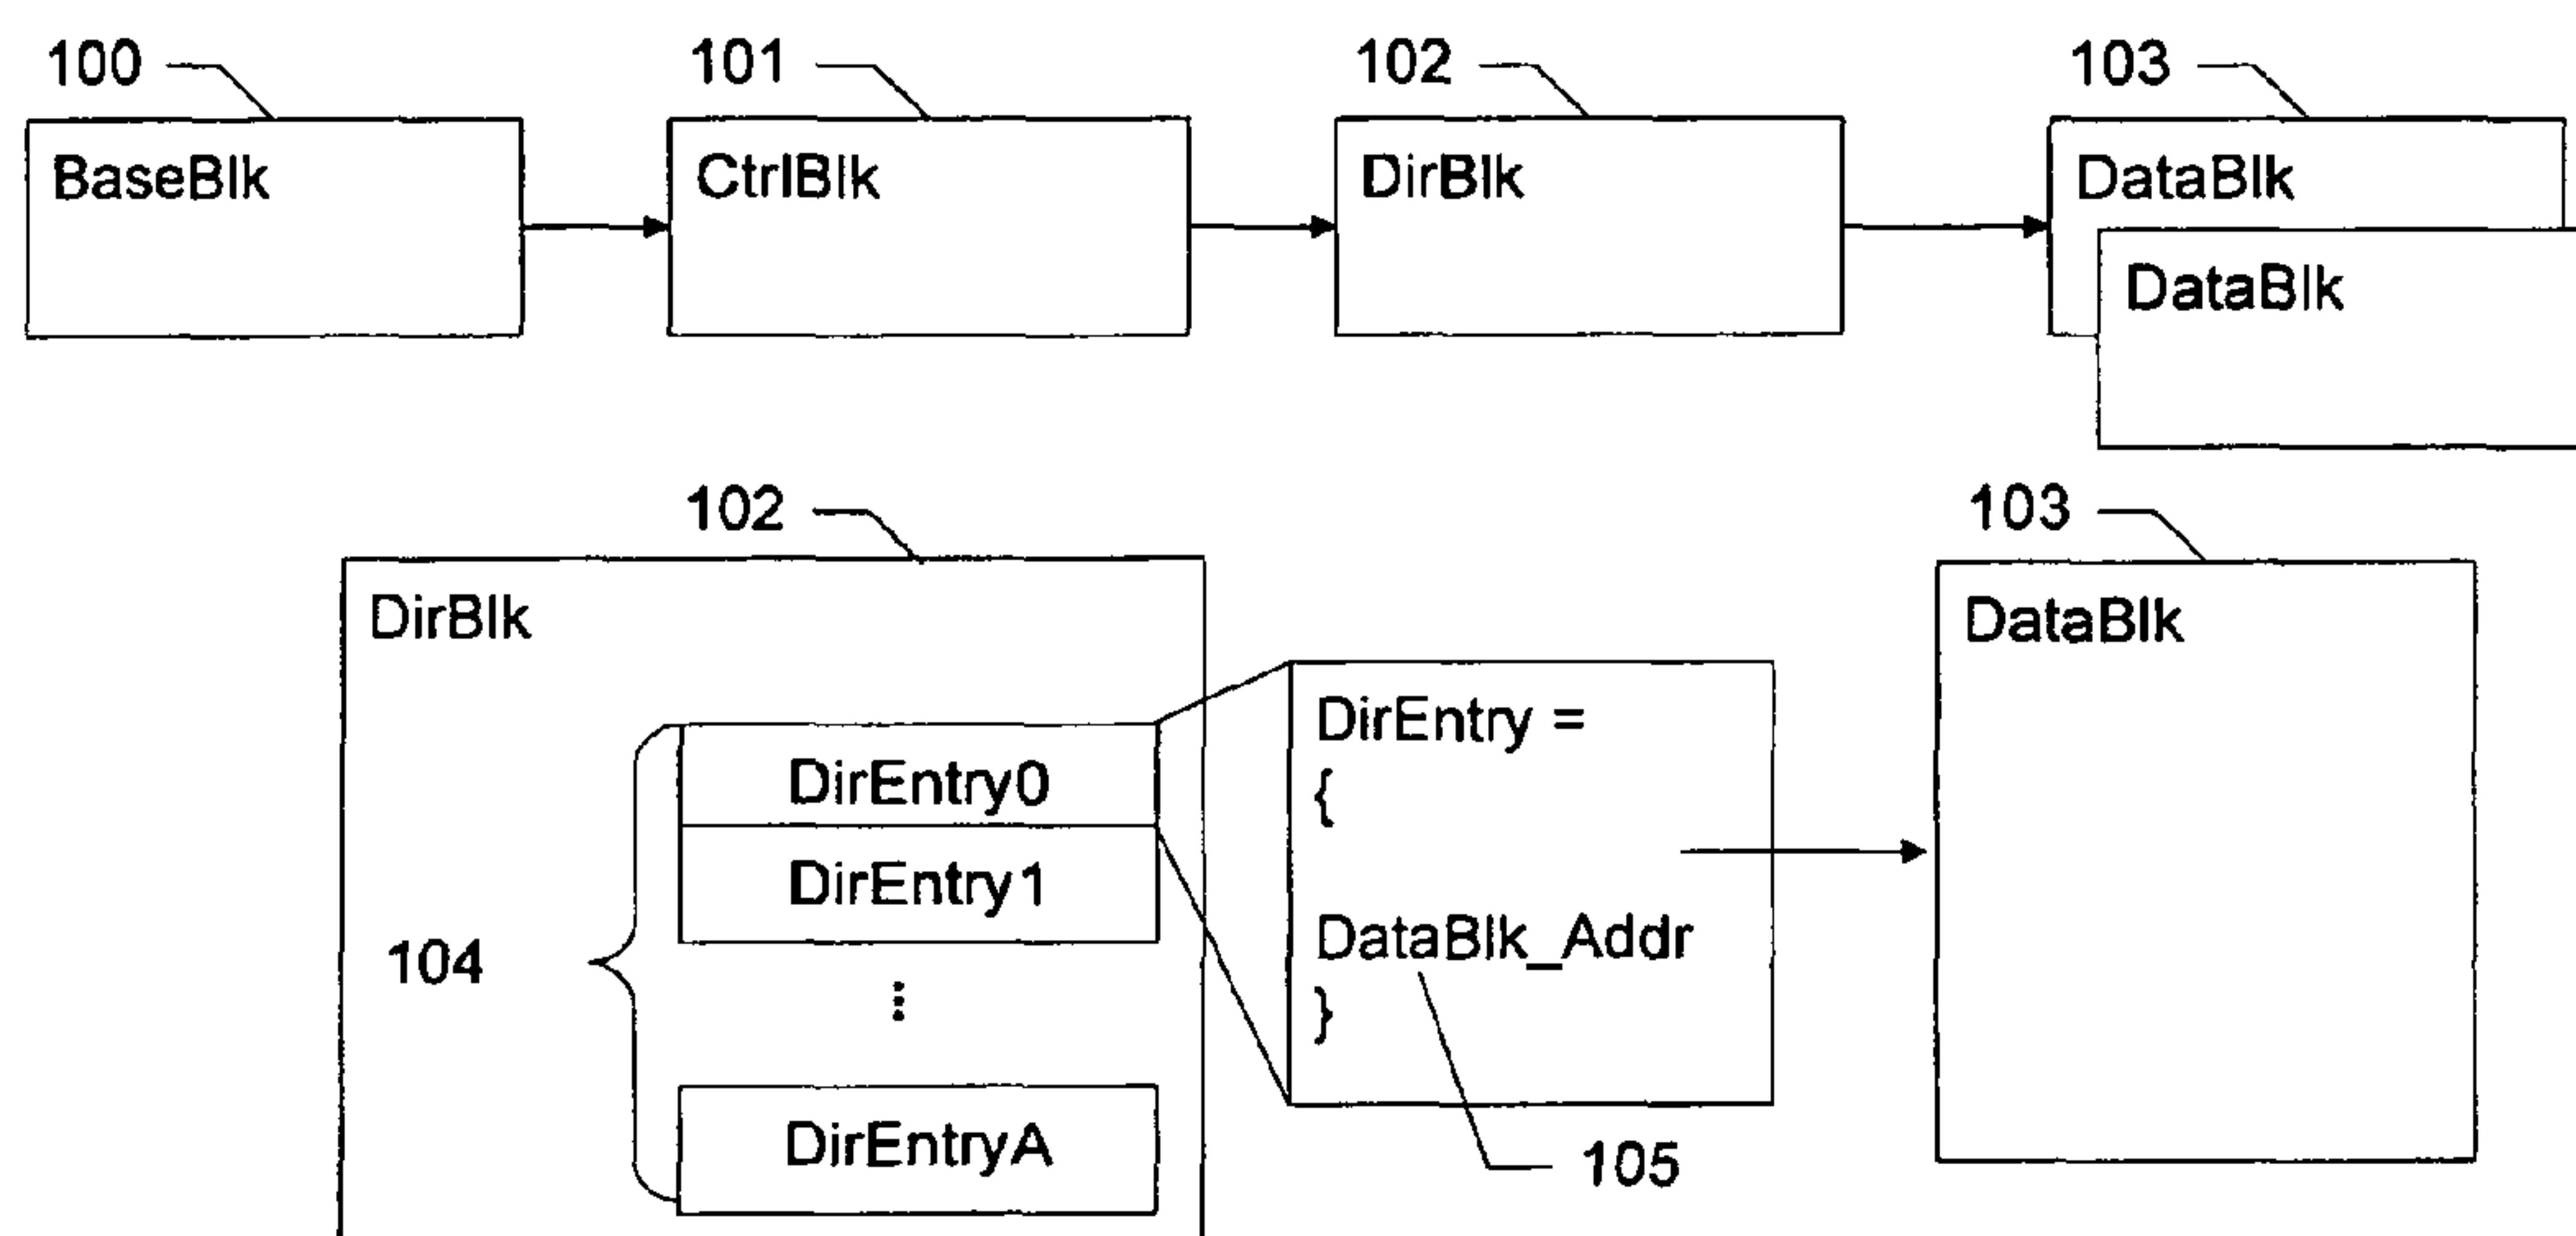 100
101
102
103
BaseBlk
CtrlBlk
DirBlk
DataBlk
DataBlk
102
103
DirBlk
DataBlk
DirEntry =
{
DataBlk_Addr
}
DirEntry0
DirEntry1
104
⋮
DirEntryA
105